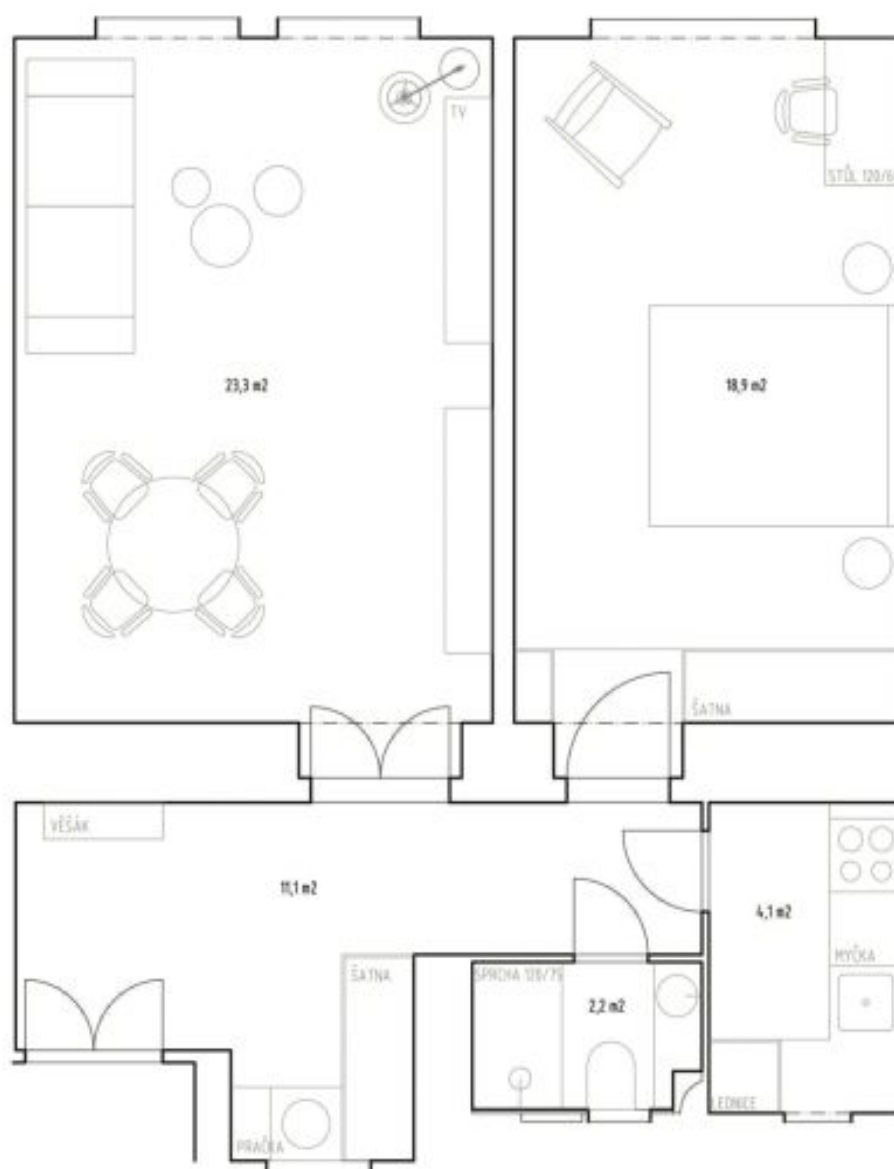 TV
STŮL 120/6
23,3 m2
18,9 m2
ŠATNA
VĚŠÁK
11,1 m2
4,1 m2
ŠATNA
SPRCHA 120/75
MYČKA
2,2 m2
LEDNICE
PRAČKA